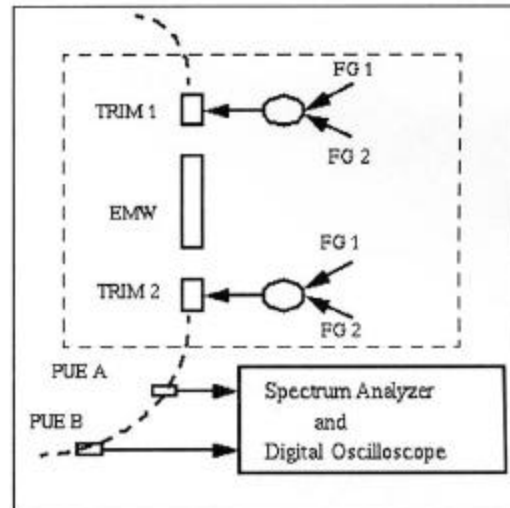 FG 1
TRIM 1
FG 2
EMW
FG 1
TRIM 2
FG 2
PUE A
Spectrum Analyzer
and
Digital Oscilloscope
PUE B